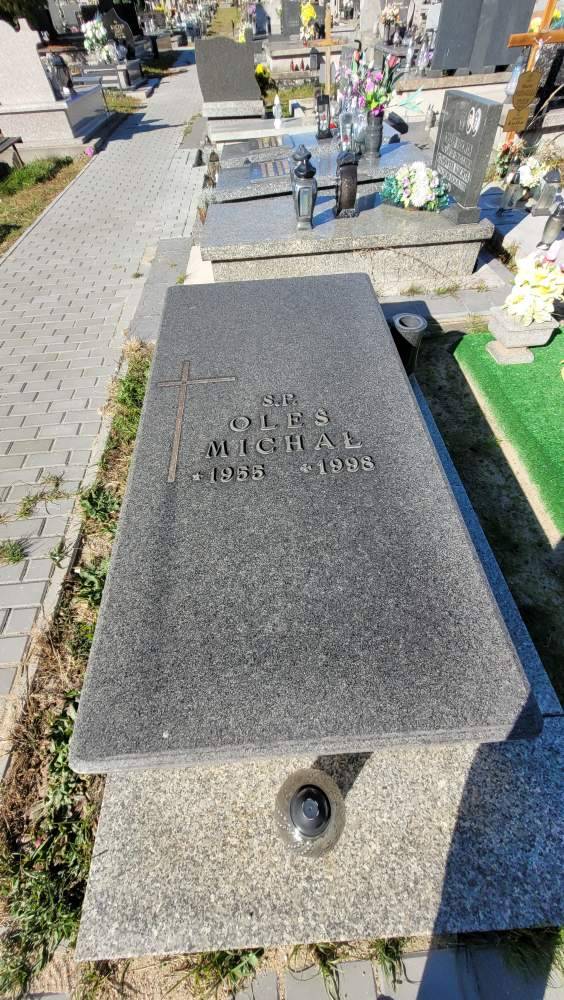 S.P.
OLEŚ
MICHAŁ
*1955 +1998